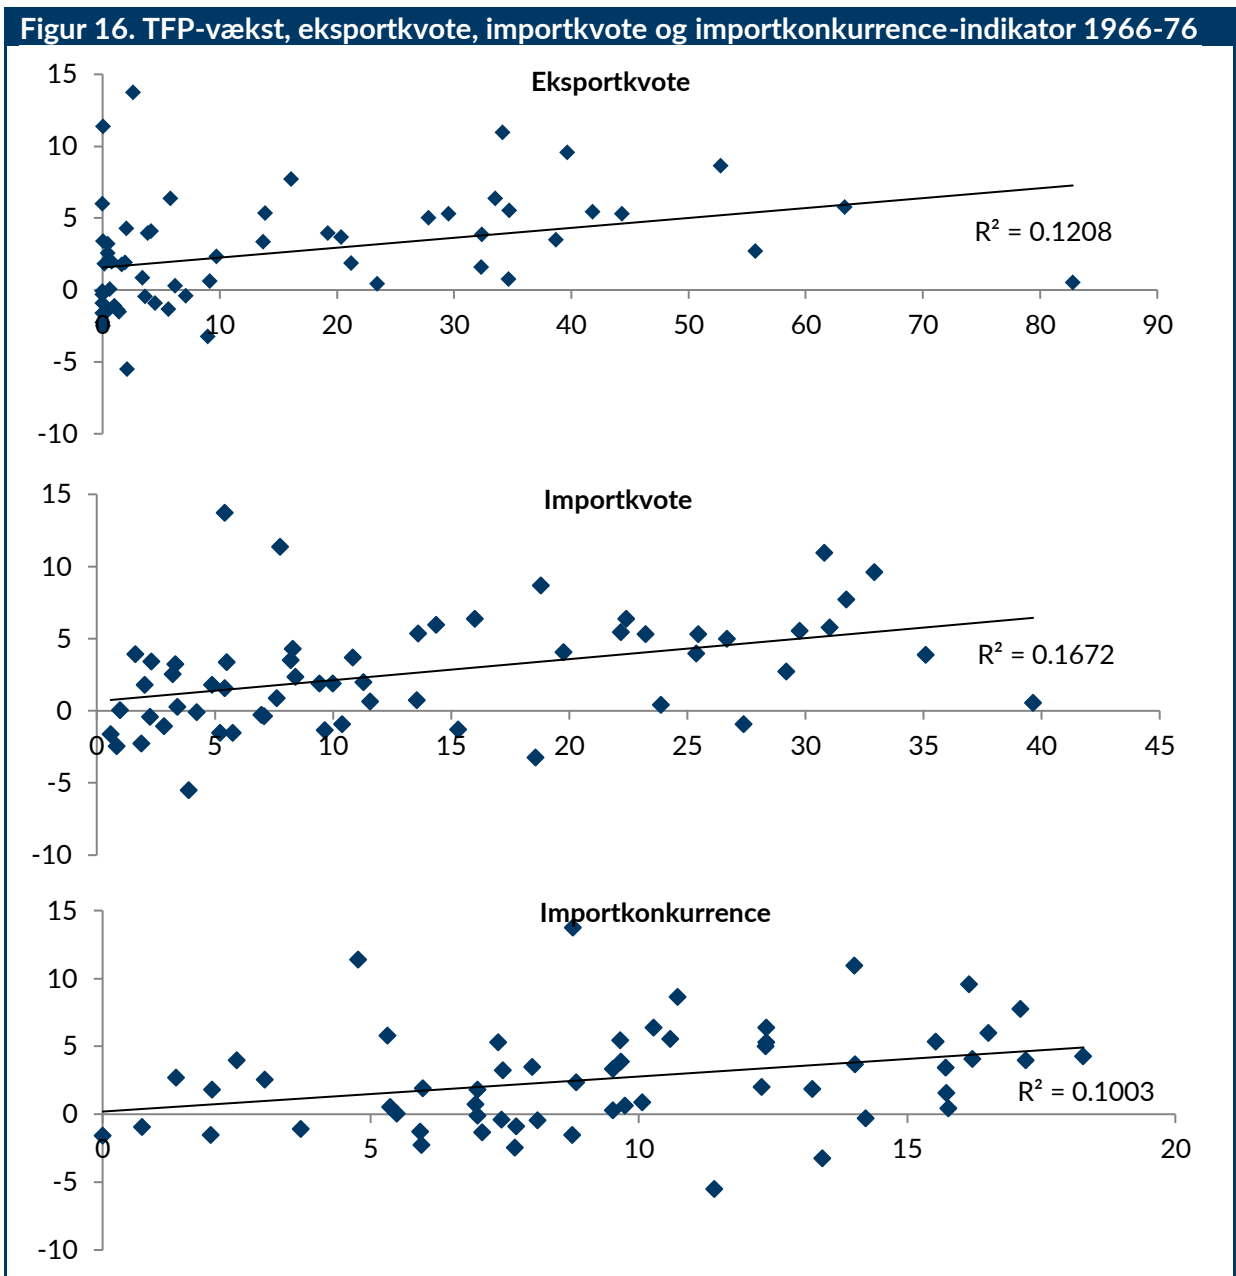 Figur 16. TFP-vækst, eksportkvote, importkvote og importkonkurrence-indikator 1966-76
Eksportkvote
15
10
5
0
-5
-10
0 10 20 30 40 50 60 70 80 90
R² = 0.1208
Importkvote
15
10
5
0
-5
-10
0 5 10 15 20 25 30 35 40 45
R² = 0.1672
Importkonkurrence
15
10
5
0
-5
-10
0 5 10 15 20
R² = 0.1003